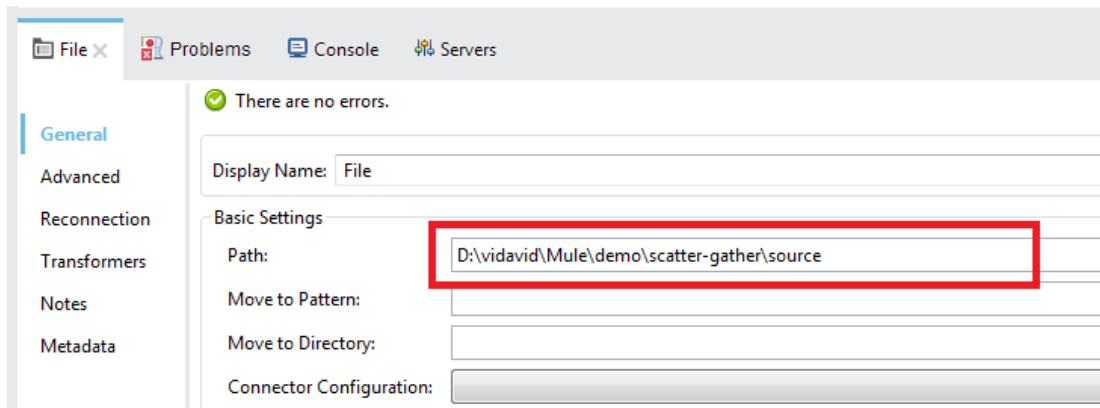 File Problems Console Servers
There are no errors.
General
Display Name: File
Advanced
Reconnection
Basic Settings
Path: D:\vidavid\Mule\demo\scatter-gather\source
Transformers
Move to Pattern:
Notes
Move to Directory:
Metadata
Connector Configuration: